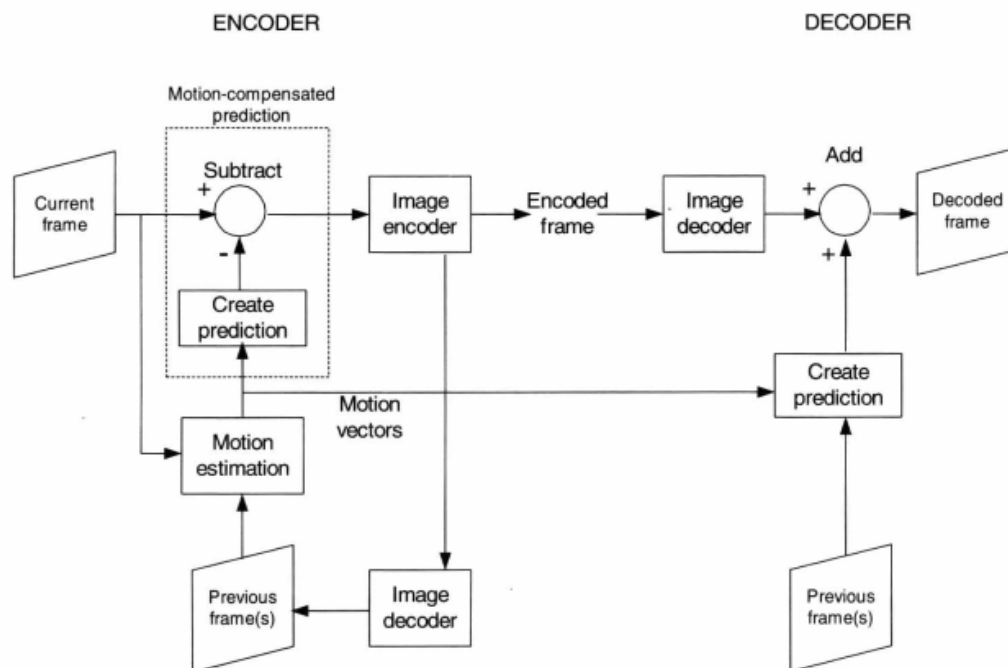 ENCODER
DECODER
Motion-compensated
prediction
Subtract
+
-
Current
frame
Image
encoder
Encoded
frame
Image
decoder
Add
+
+
Decoded
frame
Create
prediction
Create
prediction
Motion
vectors
Motion
estimation
Previous
frame(s)
Image
decoder
Previous
frame(s)